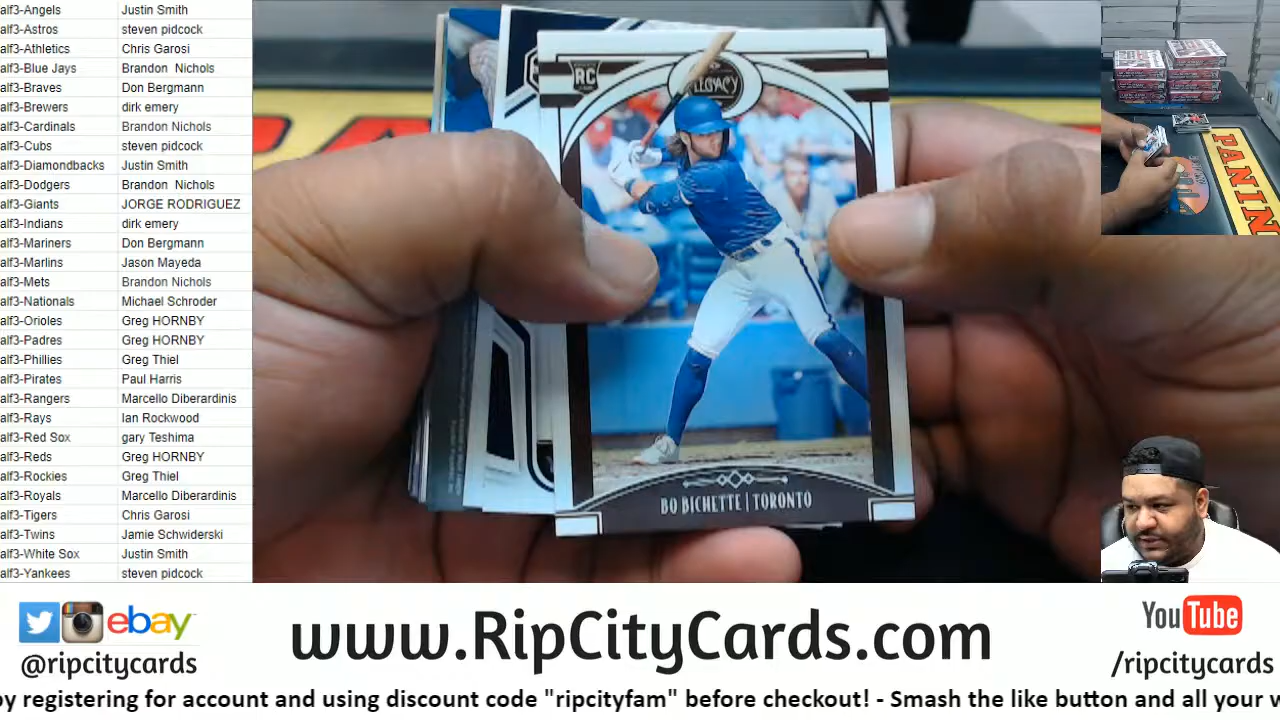 alf3-Angels Justin Smith
alf3-Astros steven pidcock
alf3-Athletics Chris Garosi
alf3-Blue Jays Brandon Nichols
alf3-Braves Don Bergmann
alf3-Brewers dirk emery
alf3-Cardinals Brandon Nichols
alf3-Cubs steven pidcock
alf3-Diamondbacks Justin Smith
alf3-Dodgers Brandon Nichols
alf3-Giants JORGE RODRIGUEZ
alf3-Indians dirk emery
alf3-Mariners Don Bergmann
alf3-Marlins Jason Mayeda
alf3-Mets Brandon Nichols
alf3-Nationals Michael Schroder
alf3-Orioles Greg HORNBY
alf3-Padres Greg HORNBY
alf3-Phillies Greg Thiel
alf3-Pirates Paul Harris
alf3-Rangers Marcello Diberardinis
alf3-Rays Ian Rockwood
alf3-Red Sox gary Teshima
alf3-Reds Greg HORNBY
alf3-Rockies Greg Thiel
alf3-Royals Marcello Diberardinis
alf3-Tigers Chris Garosi
alf3-Twins Jamie Schwiderski
alf3-White Sox Justin Smith
alf3-Yankees steven pidcock
RC
LEGACY
BO BICHETTE | TORONTO
PANIN
ebay
@ripcitycards
www.RipCityCards.com
YouTube
/ripcitycards
by registering for account and using discount code "ripcityfam" before checkout! - Smash the like button and all your w